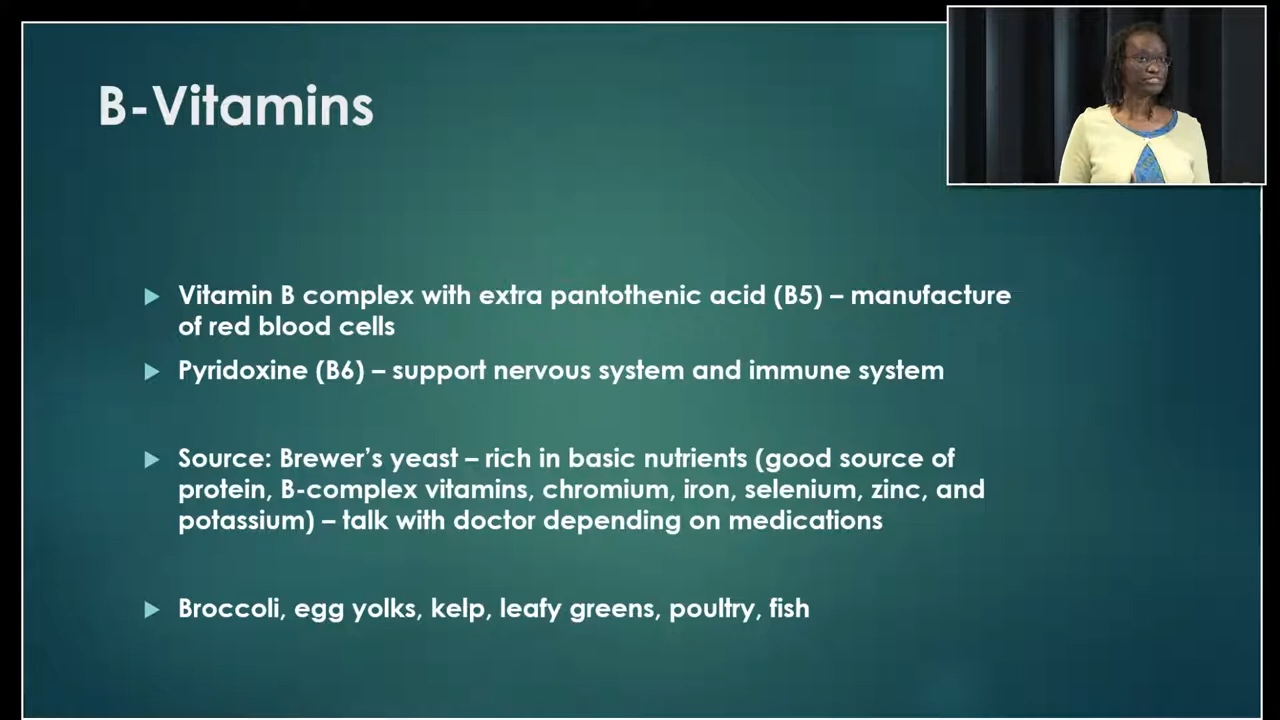 B-Vitamins
Vitamin B complex with extra pantothenic acid (B5) – manufacture
of red blood cells
Pyridoxine (B6) – support nervous system and immune system
Source: Brewer’s yeast – rich in basic nutrients (good source of
protein, B-complex vitamins, chromium, iron, selenium, zinc, and
potassium) – talk with doctor depending on medications
Broccoli, egg yolks, kelp, leafy greens, poultry, fish